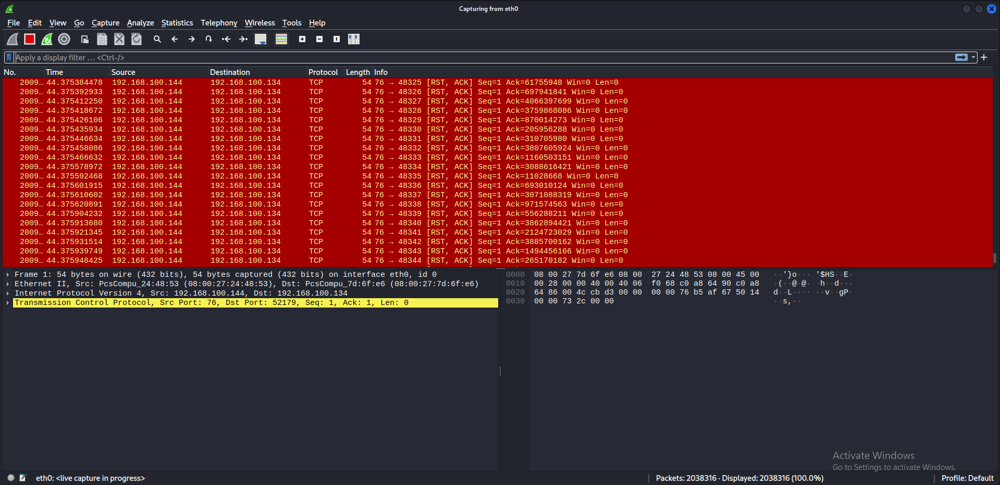 Capturing from eth0
File Edit View Go Capture Analyze Statistics Telephony Wireless Tools Help
Apply a display filter … <Ctrl-/>
No. Time Source Destination Protocol Length Info
2009… 44.375384478 192.168.100.144 192.168.100.134 TCP 54 76 → 48325 [RST, ACK] Seq=1 Ack=61755948 Win=0 Len=0
2009… 44.375392933 192.168.100.144 192.168.100.134 TCP 54 76 → 48326 [RST, ACK] Seq=1 Ack=697941841 Win=0 Len=0
2009… 44.375412250 192.168.100.144 192.168.100.134 TCP 54 76 → 48327 [RST, ACK] Seq=1 Ack=4066397699 Win=0 Len=0
2009… 44.375418672 192.168.100.144 192.168.100.134 TCP 54 76 → 48328 [RST, ACK] Seq=1 Ack=3759868086 Win=0 Len=0
2009… 44.375426106 192.168.100.144 192.168.100.134 TCP 54 76 → 48329 [RST, ACK] Seq=1 Ack=870014273 Win=0 Len=0
2009… 44.375435934 192.168.100.144 192.168.100.134 TCP 54 76 → 48330 [RST, ACK] Seq=1 Ack=205956288 Win=0 Len=0
2009… 44.375446634 192.168.100.144 192.168.100.134 TCP 54 76 → 48331 [RST, ACK] Seq=1 Ack=310705980 Win=0 Len=0
2009… 44.375458086 192.168.100.144 192.168.100.134 TCP 54 76 → 48332 [RST, ACK] Seq=1 Ack=3807605924 Win=0 Len=0
2009… 44.375466632 192.168.100.144 192.168.100.134 TCP 54 76 → 48333 [RST, ACK] Seq=1 Ack=1160503151 Win=0 Len=0
2009… 44.375578972 192.168.100.144 192.168.100.134 TCP 54 76 → 48334 [RST, ACK] Seq=1 Ack=3088616421 Win=0 Len=0
2009… 44.375592468 192.168.100.144 192.168.100.134 TCP 54 76 → 48335 [RST, ACK] Seq=1 Ack=11028668 Win=0 Len=0
2009… 44.375601915 192.168.100.144 192.168.100.134 TCP 54 76 → 48336 [RST, ACK] Seq=1 Ack=693010124 Win=0 Len=0
2009… 44.375610602 192.168.100.144 192.168.100.134 TCP 54 76 → 48337 [RST, ACK] Seq=1 Ack=3071088319 Win=0 Len=0
2009… 44.375620891 192.168.100.144 192.168.100.134 TCP 54 76 → 48338 [RST, ACK] Seq=1 Ack=971574563 Win=0 Len=0
2009… 44.375904232 192.168.100.144 192.168.100.134 TCP 54 76 → 48339 [RST, ACK] Seq=1 Ack=556288211 Win=0 Len=0
2009… 44.375913680 192.168.100.144 192.168.100.134 TCP 54 76 → 48340 [RST, ACK] Seq=1 Ack=3862894421 Win=0 Len=0
2009… 44.375921345 192.168.100.144 192.168.100.134 TCP 54 76 → 48341 [RST, ACK] Seq=1 Ack=2124723029 Win=0 Len=0
2009… 44.375931514 192.168.100.144 192.168.100.134 TCP 54 76 → 48342 [RST, ACK] Seq=1 Ack=3885700162 Win=0 Len=0
2009… 44.375939749 192.168.100.144 192.168.100.134 TCP 54 76 → 48343 [RST, ACK] Seq=1 Ack=1494456166 Win=0 Len=0
2009… 44.375948425 192.168.100.144 192.168.100.134 TCP 54 76 → 48344 [RST, ACK] Seq=1 Ack=265170182 Win=0 Len=0
Frame 1: 54 bytes on wire (432 bits), 54 bytes captured (432 bits) on interface eth0, id 0
Ethernet II, Src: PcsCompu_24:48:53 (08:00:27:24:48:53), Dst: PcsCompu_7d:6f:e6 (08:00:27:7d:6f:e6)
Internet Protocol Version 4, Src: 192.168.100.144, Dst: 192.168.100.134
Transmission Control Protocol, Src Port: 76, Dst Port: 52179, Seq: 1, Ack: 1, Len: 0
0000 08 00 27 7d 6f e6 08 00 27 24 48 53 08 00 45 00 ··'}o··· '$HS··E·
0010 00 28 00 00 40 00 40 06 f0 68 c0 a8 64 90 c0 a8 ·(··@·@· ·h··d···
0020 64 86 00 4c cb d3 00 00 00 00 76 b5 af 67 50 14 d··L···· ··v··gP·
0030 00 00 73 2c 00 00 ··s,··
Activate Windows
Go to Settings to activate Windows.
eth0: <live capture in progress>
Packets: 2038316 · Displayed: 2038316 (100.0%)
Profile: Default